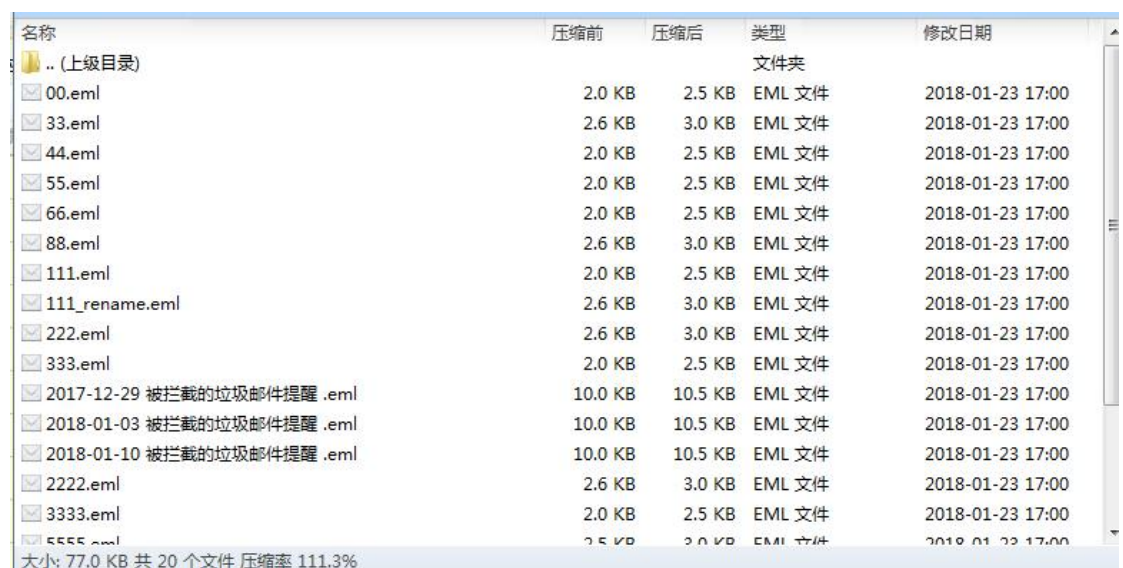 名称 压缩前 压缩后 类型 修改日期
.. (上级目录) 文件夹
00.eml 2.0 KB 2.5 KB EML 文件 2018-01-23 17:00
33.eml 2.6 KB 3.0 KB EML 文件 2018-01-23 17:00
44.eml 2.0 KB 2.5 KB EML 文件 2018-01-23 17:00
55.eml 2.0 KB 2.5 KB EML 文件 2018-01-23 17:00
66.eml 2.0 KB 2.5 KB EML 文件 2018-01-23 17:00
88.eml 2.6 KB 3.0 KB EML 文件 2018-01-23 17:00
111.eml 2.0 KB 2.5 KB EML 文件 2018-01-23 17:00
111_rename.eml 2.6 KB 3.0 KB EML 文件 2018-01-23 17:00
222.eml 2.6 KB 3.0 KB EML 文件 2018-01-23 17:00
333.eml 2.0 KB 2.5 KB EML 文件 2018-01-23 17:00
2017-12-29 被拦截的垃圾邮件提醒 .eml 10.0 KB 10.5 KB EML 文件 2018-01-23 17:00
2018-01-03 被拦截的垃圾邮件提醒 .eml 10.0 KB 10.5 KB EML 文件 2018-01-23 17:00
2018-01-10 被拦截的垃圾邮件提醒 .eml 10.0 KB 10.5 KB EML 文件 2018-01-23 17:00
2222.eml 2.6 KB 3.0 KB EML 文件 2018-01-23 17:00
3333.eml 2.0 KB 2.5 KB EML 文件 2018-01-23 17:00
5555.eml 2.5 KB 3.0 KB EML 文件 2018-01-23 17:00
大小: 77.0 KB 共 20 个文件 压缩率 111.3%